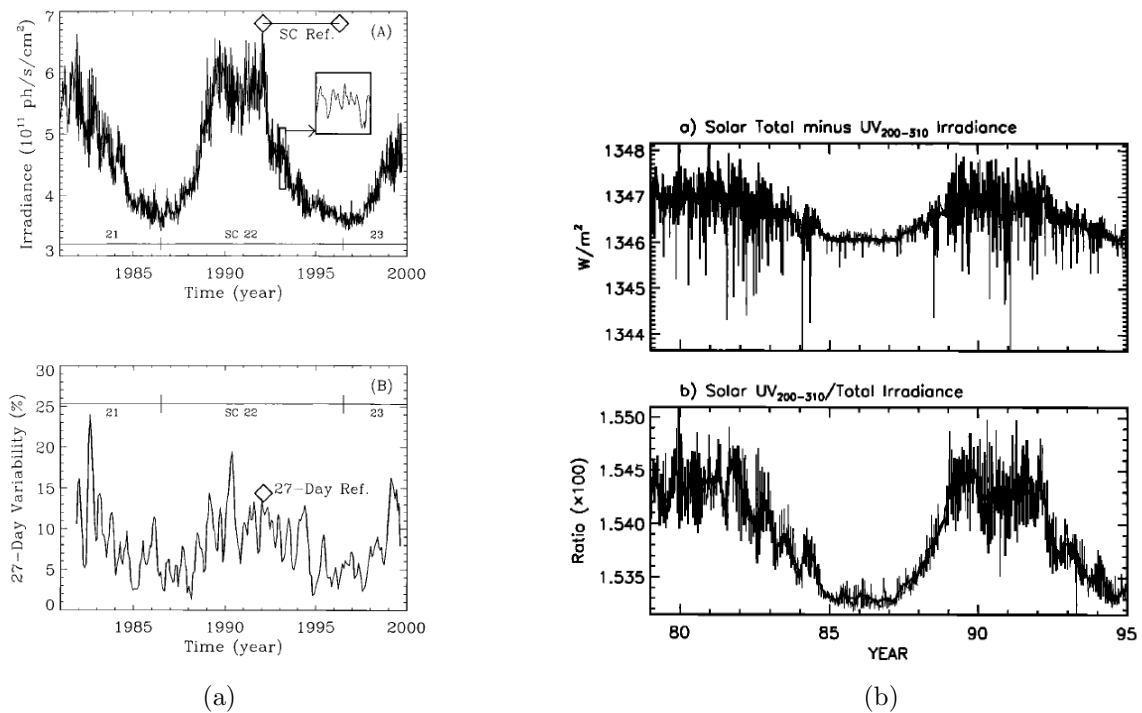 (A)
SC Ref.
Irradiance (10¹¹ ph/s/cm²)
7
6
5
4
3
21
SC 22
23
1985
1990
1995
2000
Time (year)
(B)
27-Day Variability (%)
30
25
20
15
10
5
0
21
SC 22
23
27-Day Ref.
1985
1990
1995
2000
Time (year)
(a)
a) Solar Total minus UV₂₀₀₋₃₁₀ Irradiance
W/m²
1348
1347
1346
1345
1344
b) Solar UV₂₀₀₋₃₁₀/Total Irradiance
Ratio (×100)
1.550
1.545
1.540
1.535
80
85
90
95
YEAR
(b)